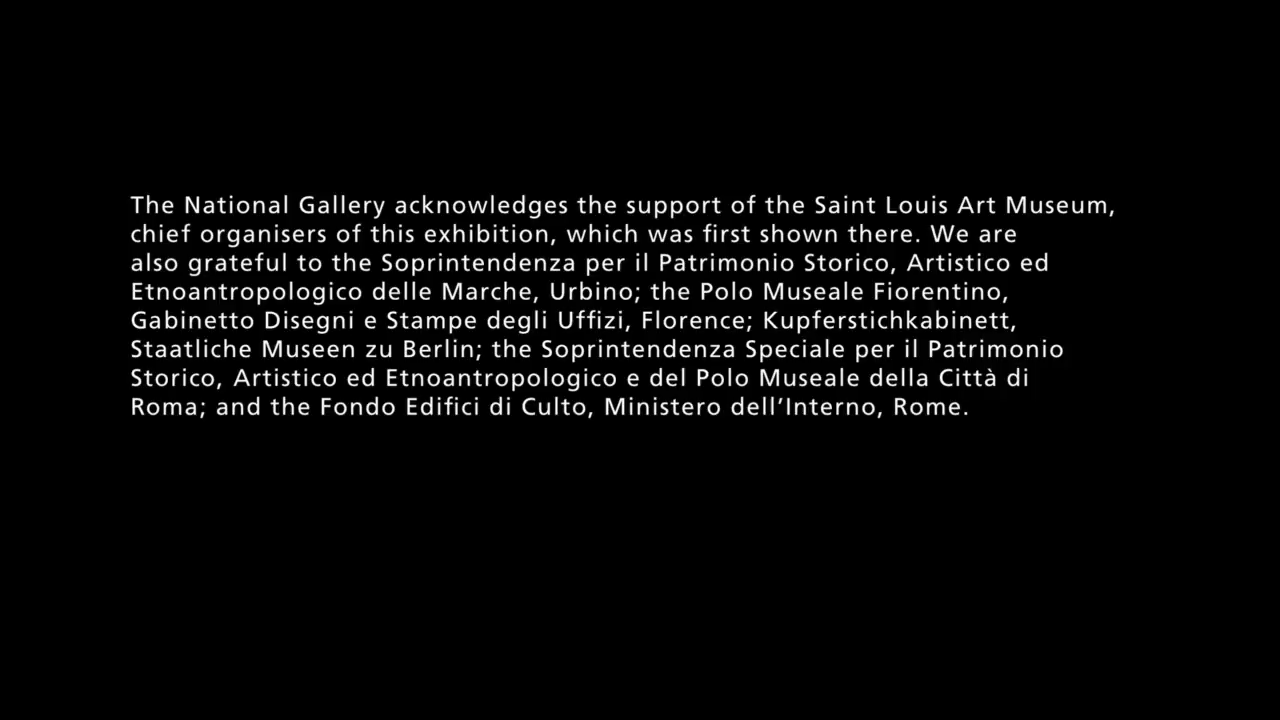 The National Gallery acknowledges the support of the Saint Louis Art Museum,
chief organisers of this exhibition, which was first shown there. We are
also grateful to the Soprintendenza per il Patrimonio Storico, Artistico ed
Etnoantropologico delle Marche, Urbino; the Polo Museale Fiorentino,
Gabinetto Disegni e Stampe degli Uffizi, Florence; Kupferstichkabinett,
Staatliche Museen zu Berlin; the Soprintendenza Speciale per il Patrimonio
Storico, Artistico ed Etnoantropologico e del Polo Museale della Città di
Roma; and the Fondo Edifici di Culto, Ministero dell’Interno, Rome.